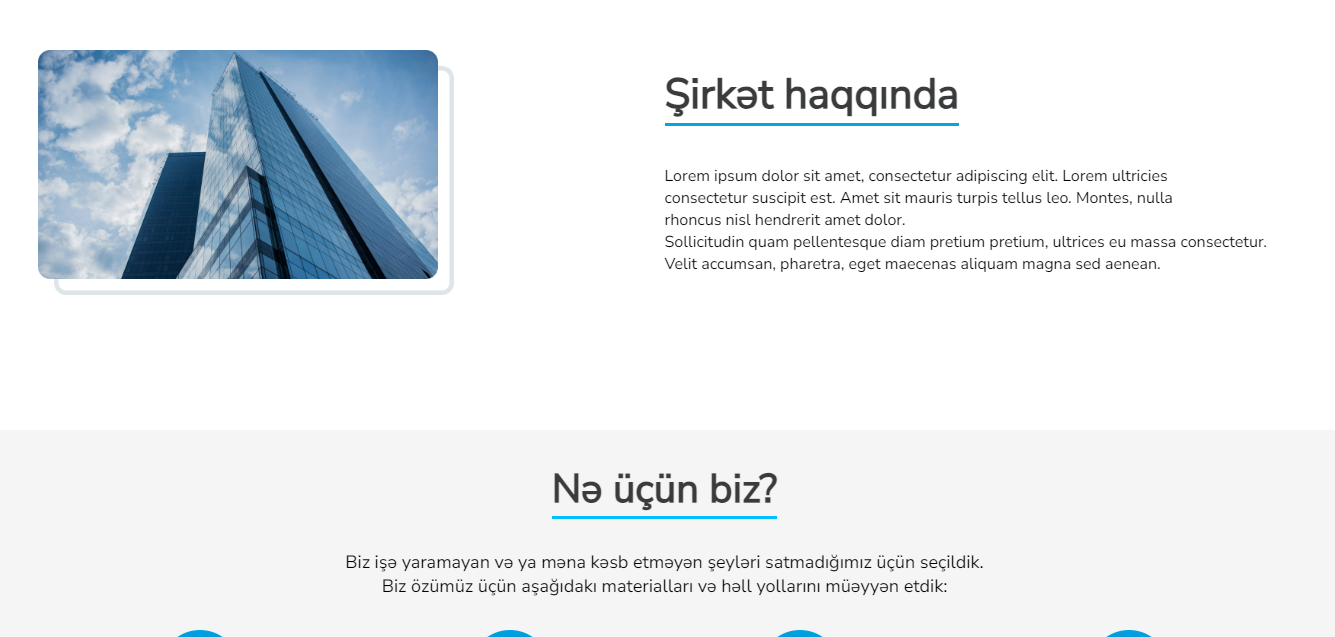 Şirkət haqqında
Lorem ipsum dolor sit amet, consectetur adipiscing elit. Lorem ultricies
consectetur suscipit est. Amet sit mauris turpis tellus leo. Montes, nulla
rhoncus nisl hendrerit amet dolor.
Sollicitudin quam pellentesque diam pretium pretium, ultrices eu massa consectetur.
Velit accumsan, pharetra, eget maecenas aliquam magna sed aenean.
Nə üçün biz?
Biz işə yaramayan və ya məna kəsb etməyən şeyləri satmadığımız üçün seçildik.
Biz özümüz üçün aşağıdakı materialları və həll yollarını müəyyən etdik: